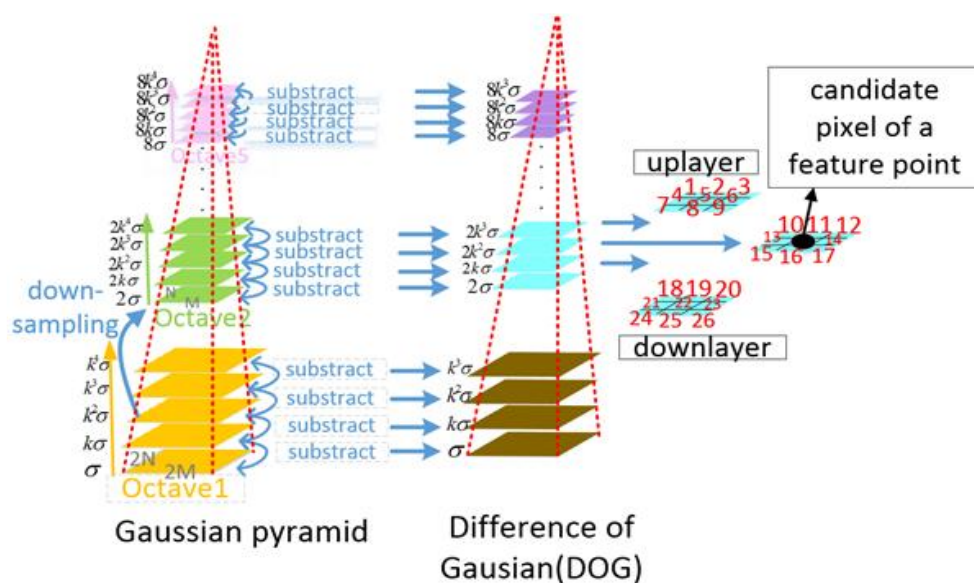 8k⁴σ
8k³σ
8k²σ
8kσ
8σ
Octave5
substract
substract
substract
substract
8k³σ
8k²σ
8kσ
8σ
2k⁴σ
2k³σ
2k²σ
2kσ
2σ
N
M
Octave2
down-
sampling
substract
substract
substract
substract
2k³σ
2k²σ
2kσ
2σ
k⁴σ
k³σ
k²σ
kσ
σ
2N
2M
Octave1
substract
substract
substract
substract
k³σ
k²σ
kσ
σ
uplayer
1 2 3
4 5 6
7 8 9
candidate
pixel of a
feature point
10 11 12
13 14
15 16 17
18 19 20
21 22 23
24 25 26
downlayer
Gaussian pyramid
Difference of
Gausian(DOG)